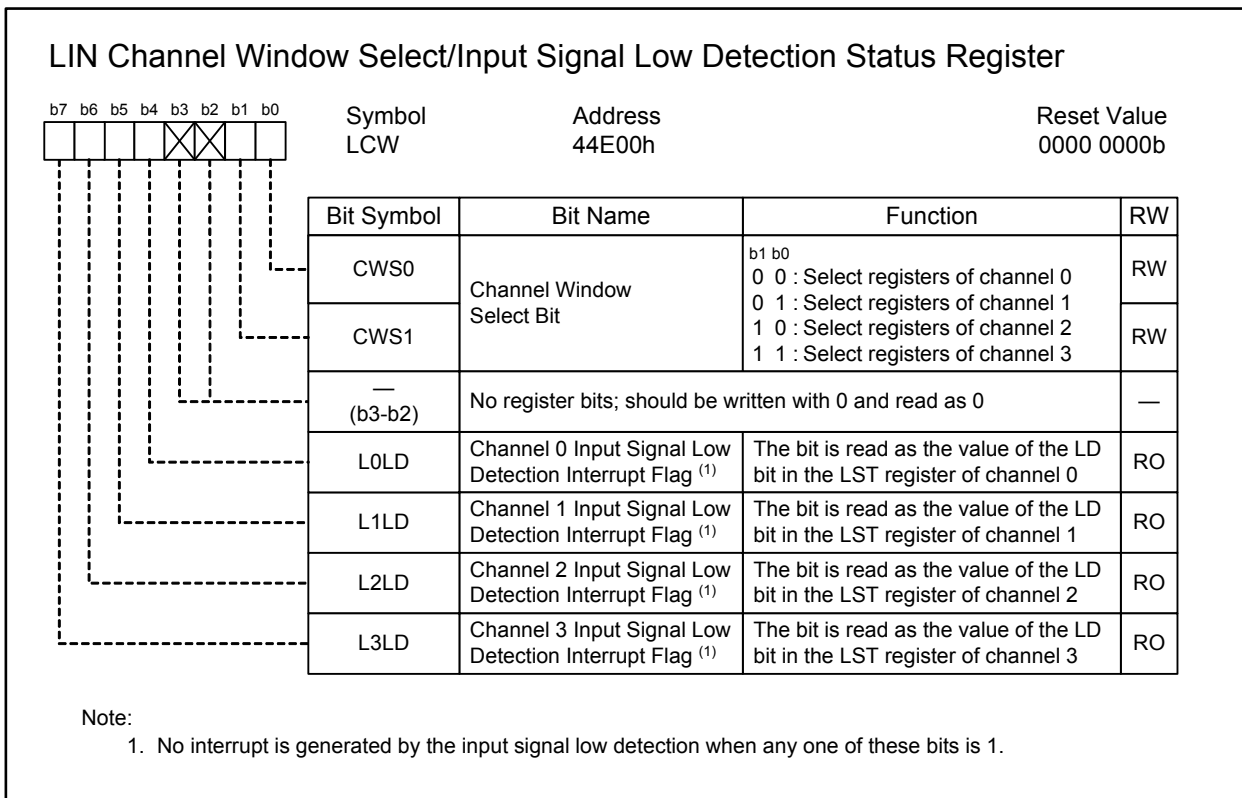 LIN Channel Window Select/Input Signal Low Detection Status Register
b7 b6 b5 b4 b3 b2 b1 b0
Symbol Address Reset Value
LCW 44E00h 0000 0000b
Bit Symbol Bit Name Function RW
CWS0
CWS1
Channel Window
Select Bit
b1 b0
0 0 : Select registers of channel 0
0 1 : Select registers of channel 1
1 0 : Select registers of channel 2
1 1 : Select registers of channel 3
RW
RW
—
(b3-b2)
No register bits; should be written with 0 and read as 0
—
L0LD
Channel 0 Input Signal Low
Detection Interrupt Flag (1)
The bit is read as the value of the LD
bit in the LST register of channel 0
RO
L1LD
Channel 1 Input Signal Low
Detection Interrupt Flag (1)
The bit is read as the value of the LD
bit in the LST register of channel 1
RO
L2LD
Channel 2 Input Signal Low
Detection Interrupt Flag (1)
The bit is read as the value of the LD
bit in the LST register of channel 2
RO
L3LD
Channel 3 Input Signal Low
Detection Interrupt Flag (1)
The bit is read as the value of the LD
bit in the LST register of channel 3
RO
Note:
1. No interrupt is generated by the input signal low detection when any one of these bits is 1.